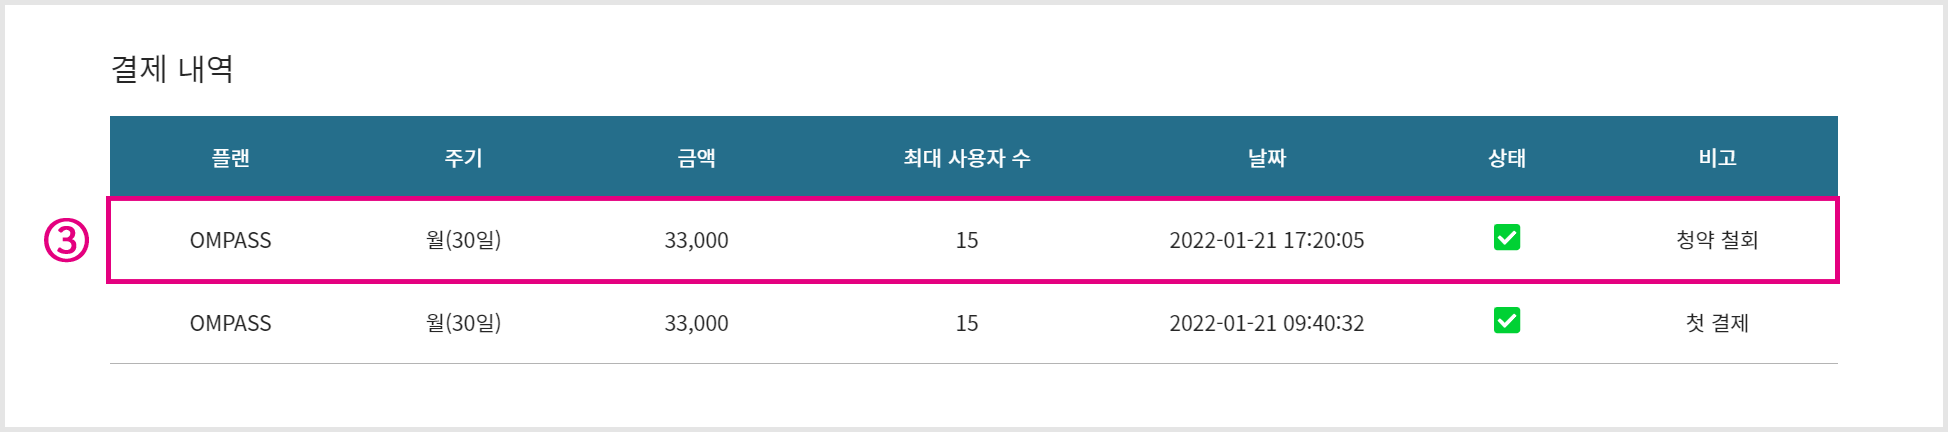 결제 내역
플랜 주기 금액 최대 사용자 수 날짜 상태 비고
③ OMPASS 월(30일) 33,000 15 2022-01-21 17:20:05 청약 철회
OMPASS 월(30일) 33,000 15 2022-01-21 09:40:32 첫 결제